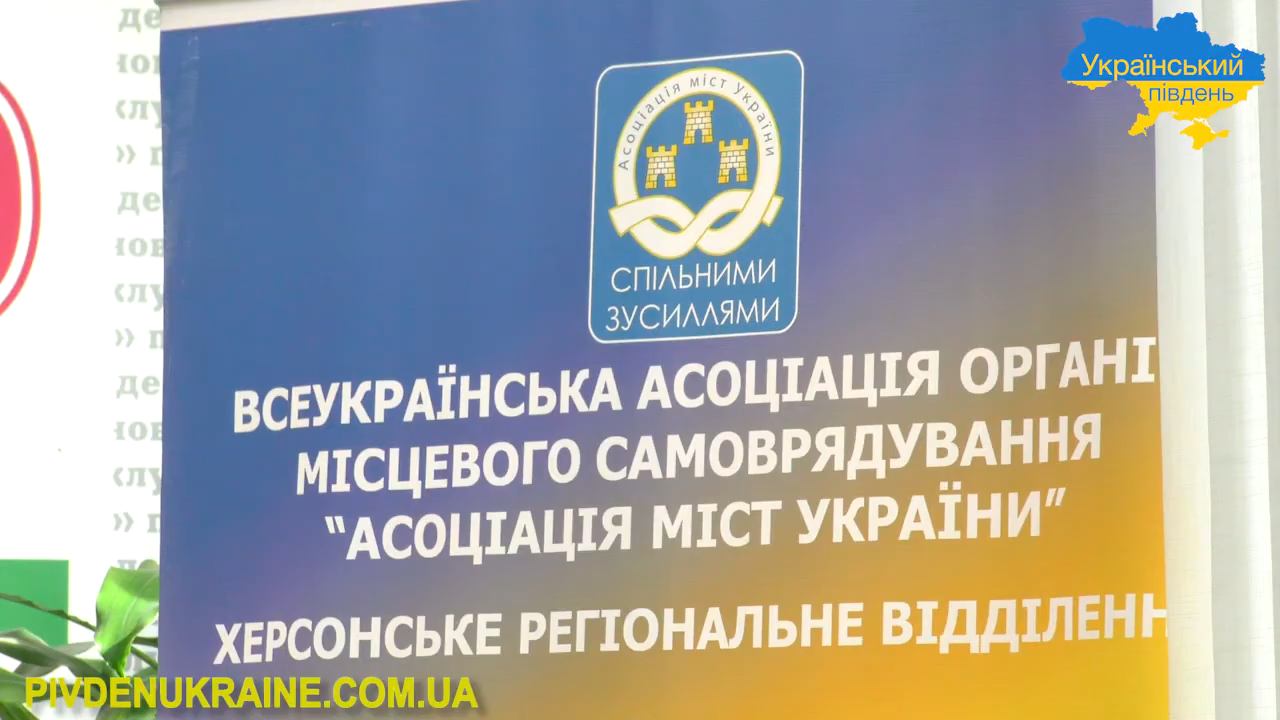 Український
південь
Асоціація міст України
СПІЛЬНИМИ
ЗУСИЛЛЯМИ
ВСЕУКРАЇНСЬКА АСОЦІАЦІЯ ОРГАНІ
МІСЦЕВОГО САМОВРЯДУВАННЯ
“АСОЦІАЦІЯ МІСТ УКРАЇНИ”
ХЕРСОНСЬКЕ РЕГІОНАЛЬНЕ ВІДДІЛЕНН
PIVDENUKRAINE.COM.UA